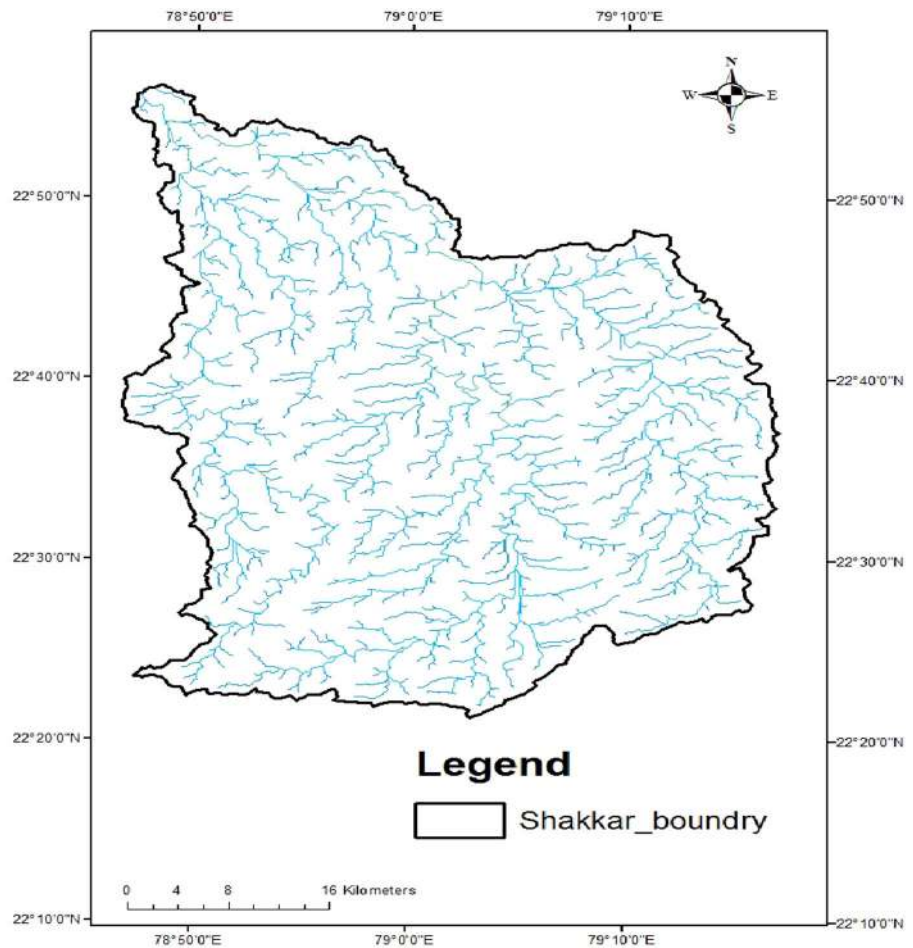 78°50'0"E 79°0'0"E 79°10'0"E
N
W E
S
22°50'0"N 22°50'0"N
22°40'0"N 22°40'0"N
22°30'0"N 22°30'0"N
22°20'0"N 22°20'0"N
Legend
Shakkar_boundry
0 4 8 16 Kilometers
22°10'0"N 22°10'0"N
78°50'0"E 79°0'0"E 79°10'0"E